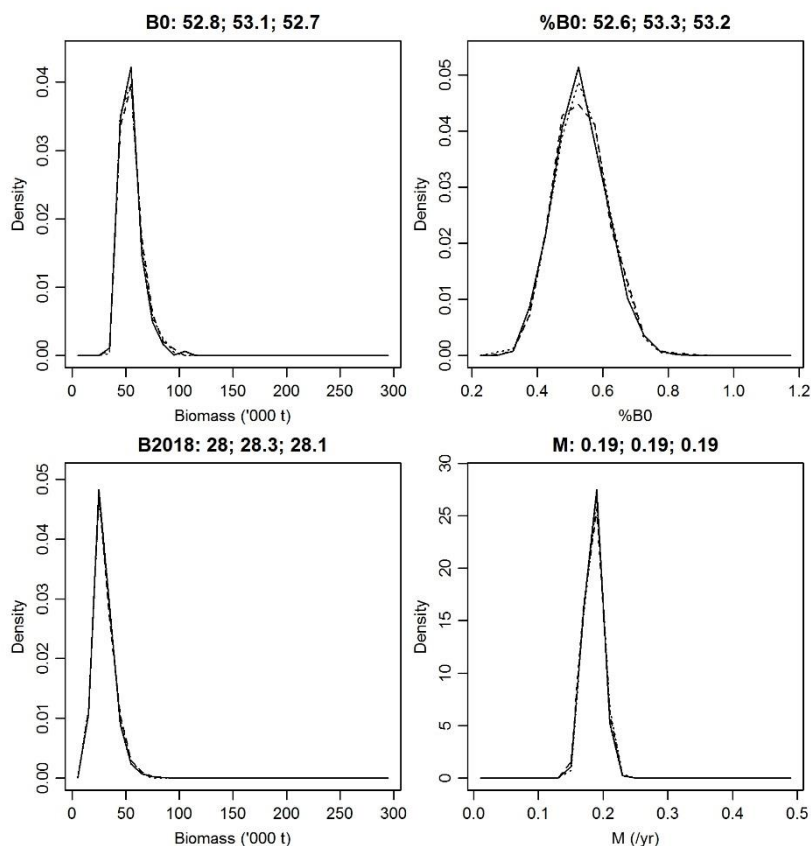 B0: 52.8; 53.1; 52.7
Density
0.00 0.01 0.02 0.03 0.04
0 50 100 150 200 250 300
Biomass ('000 t)
%B0: 52.6; 53.3; 53.2
Density
0.00 0.01 0.02 0.03 0.04 0.05
0.2 0.4 0.6 0.8 1.0 1.2
%B0
B2018: 28; 28.3; 28.1
Density
0.00 0.01 0.02 0.03 0.04 0.05
0 50 100 150 200 250 300
Biomass ('000 t)
M: 0.19; 0.19; 0.19
Density
0 5 10 15 20 25 30
0.0 0.1 0.2 0.3 0.4 0.5
M (/yr)